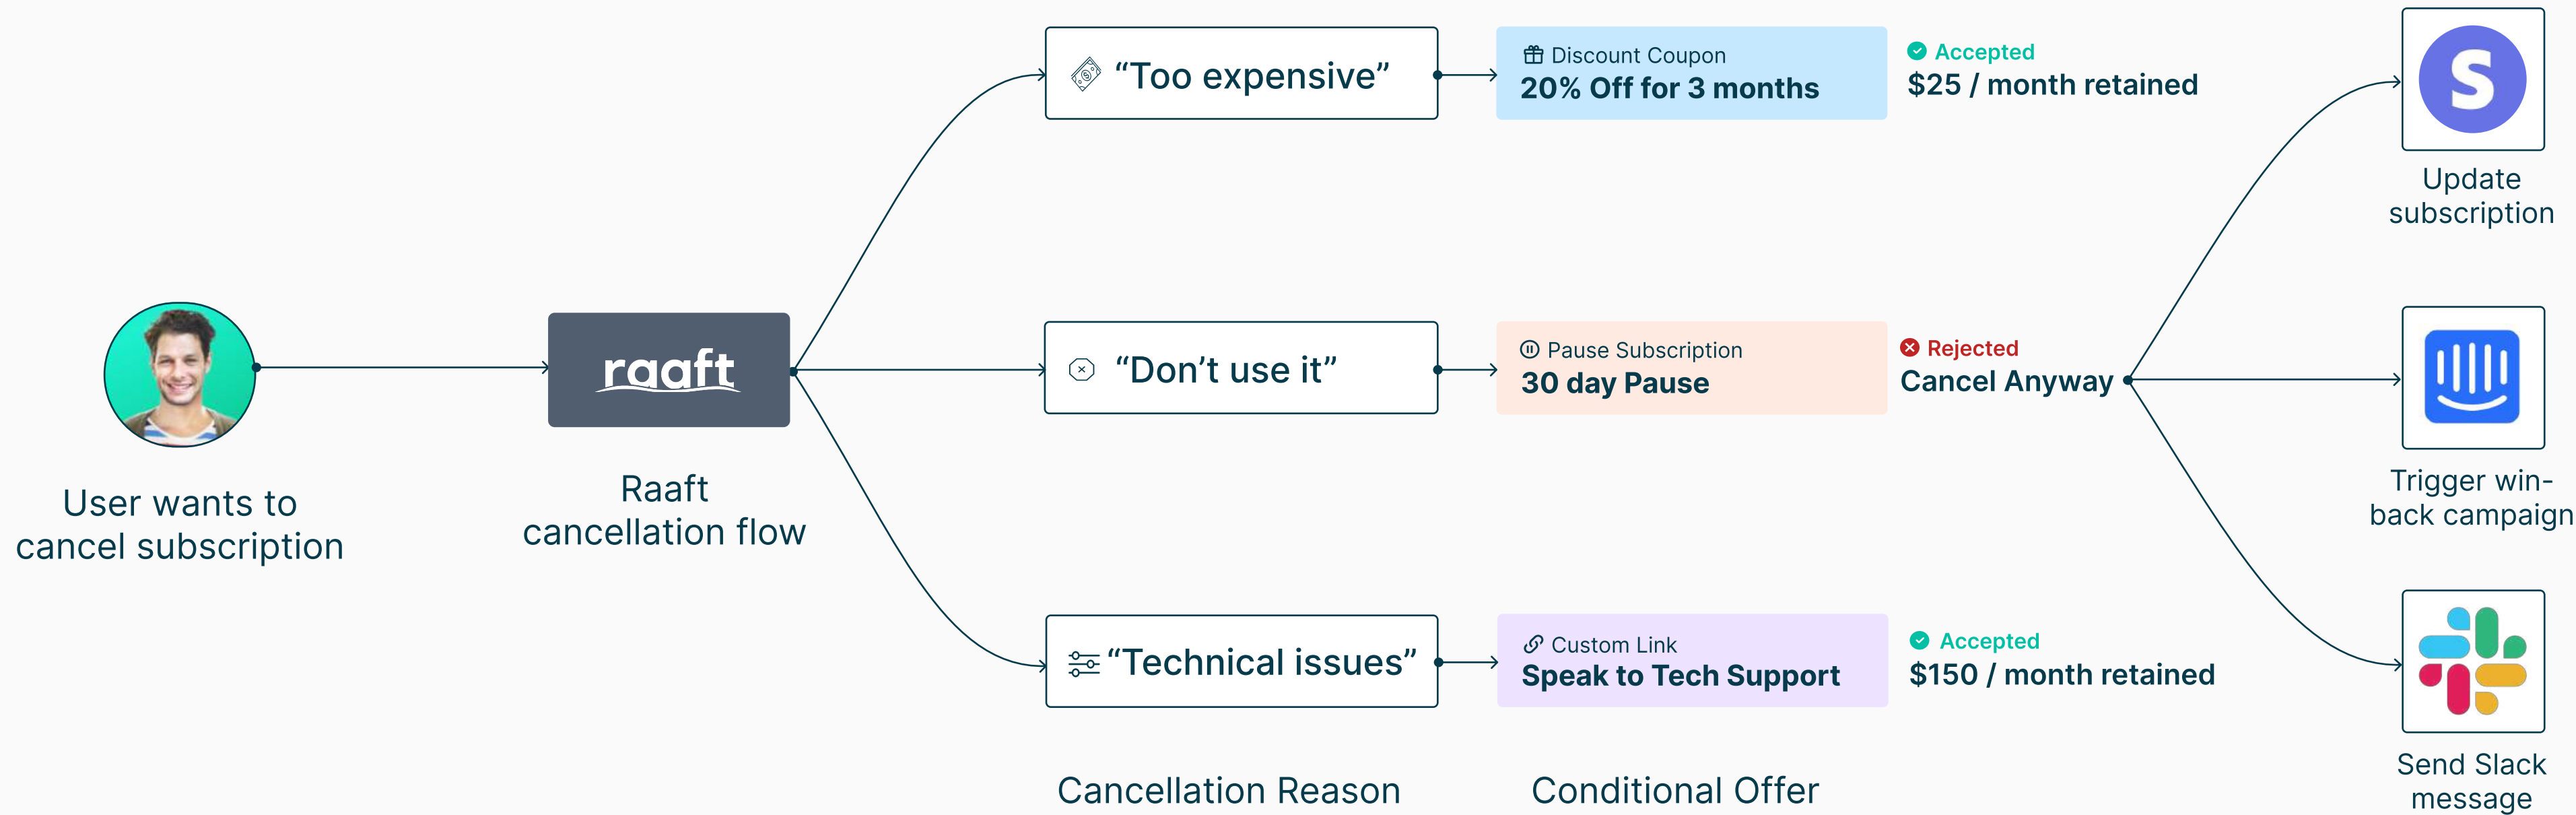 User wants to
cancel subscription
raaft
Raaft
cancellation flow
“Too expensive”
Discount Coupon
20% Off for 3 months
Accepted
$25 / month retained
“Don’t use it”
Pause Subscription
30 day Pause
Rejected
Cancel Anyway
“Technical issues”
Custom Link
Speak to Tech Support
Accepted
$150 / month retained
Cancellation Reason
Conditional Offer
S
Update
subscription
Trigger win-
back campaign
Send Slack
message